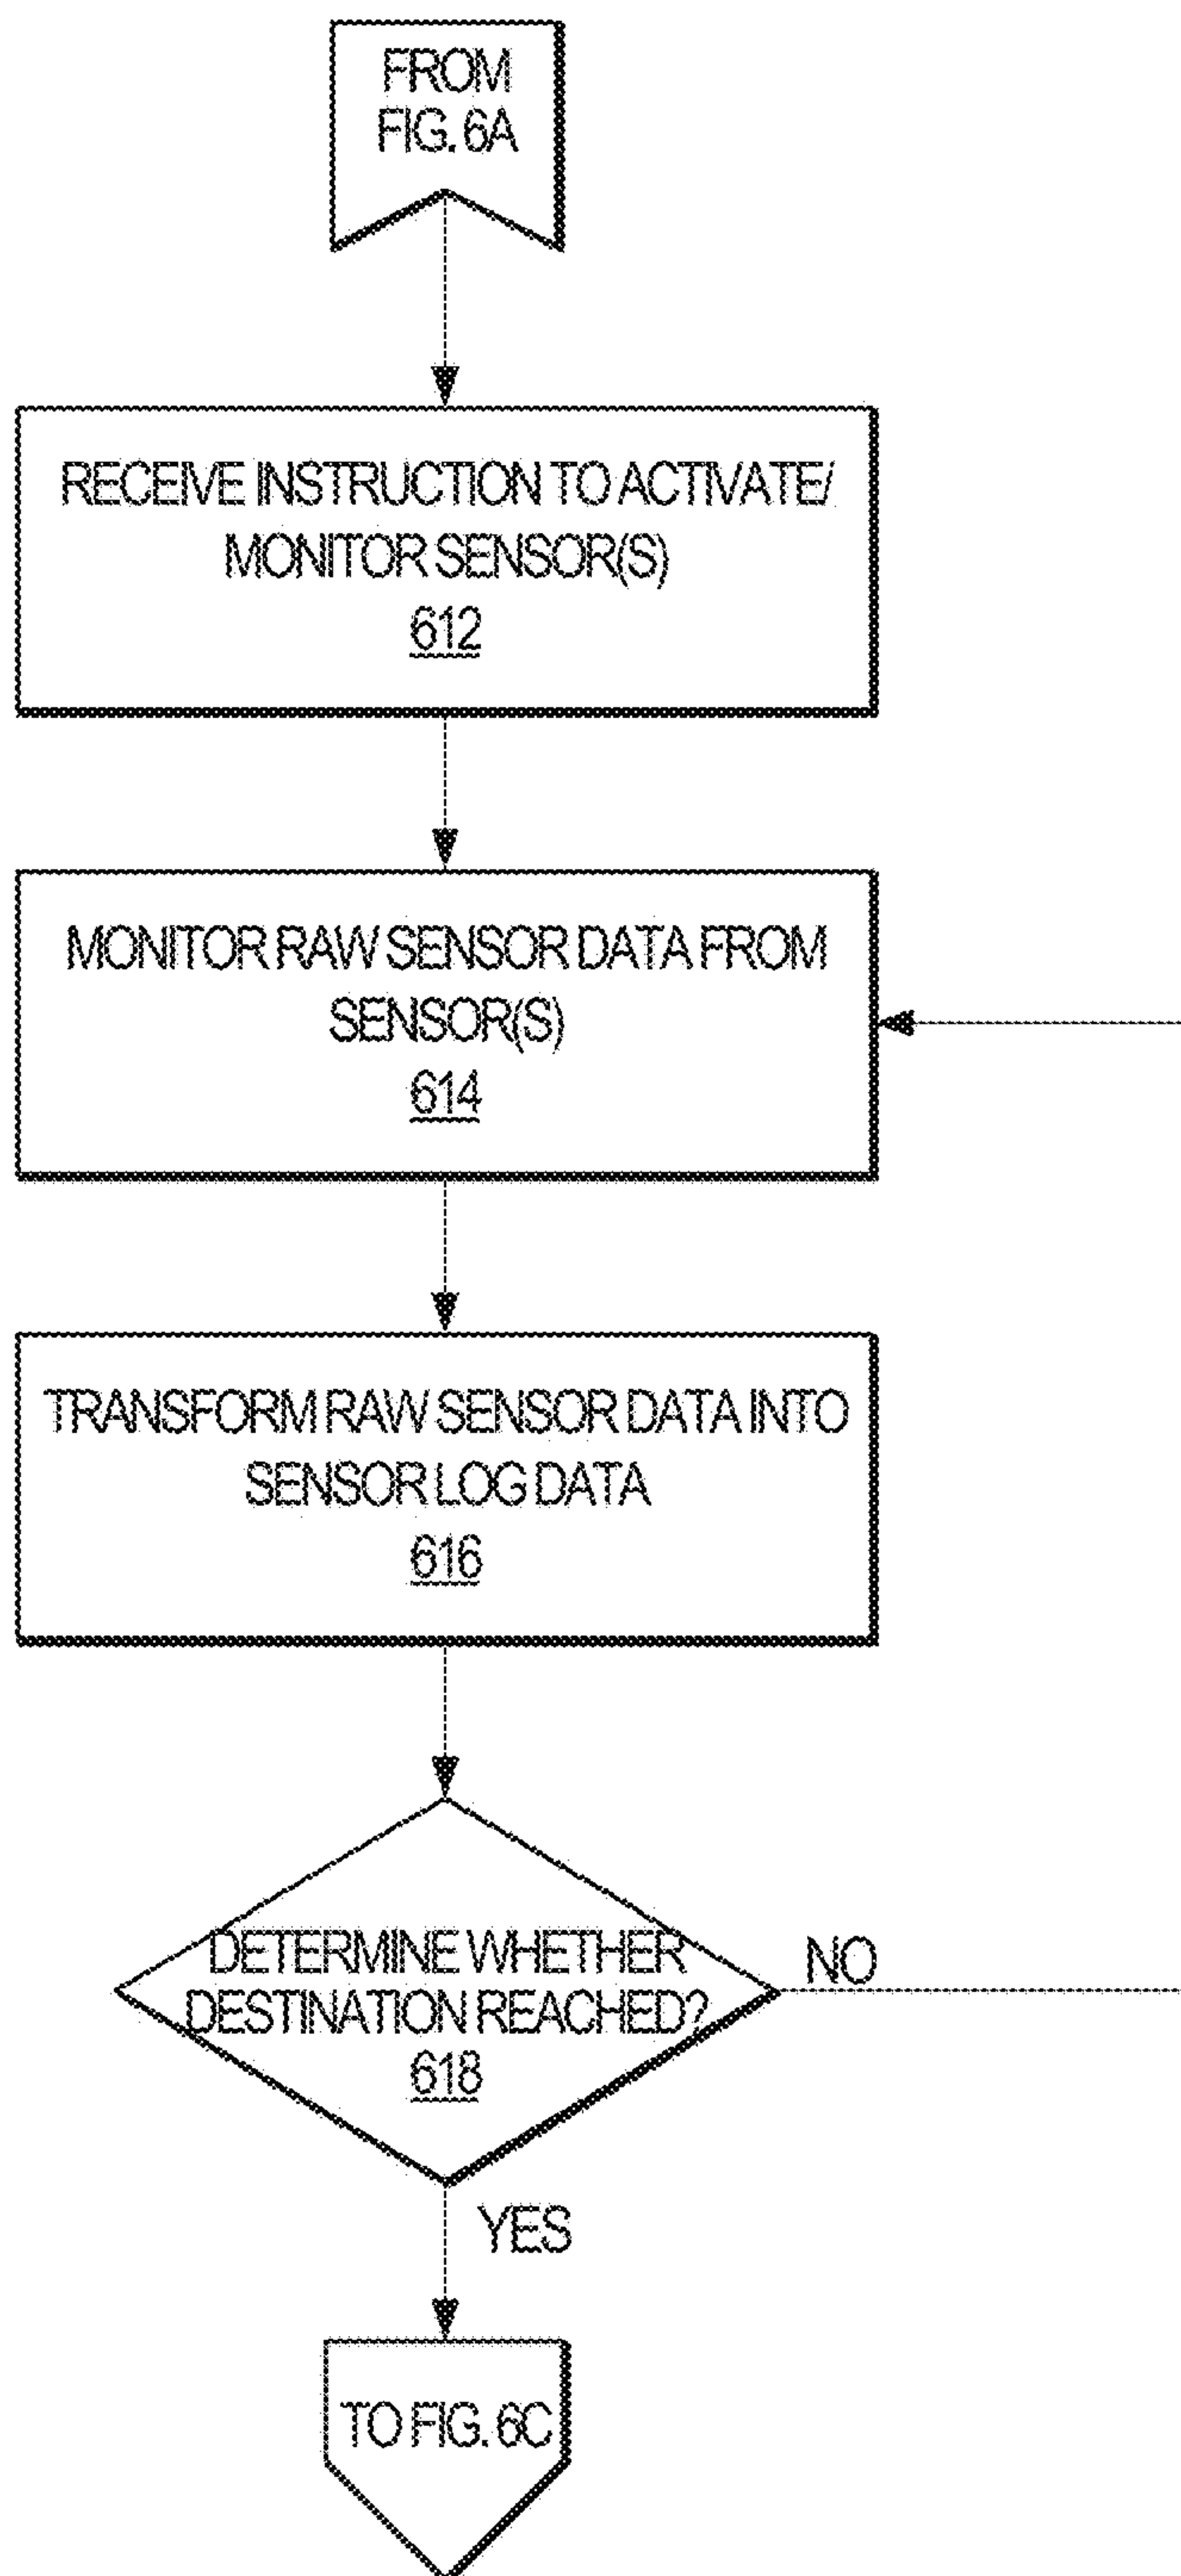 FROM
FIG. 6A
RECEIVE INSTRUCTION TO ACTIVATE/
MONITOR SENSOR(S)
612
MONITOR RAW SENSOR DATA FROM
SENSOR(S)
614
TRANSFORM RAW SENSOR DATA INTO
SENSOR LOG DATA
616
DETERMINE WHETHER
DESTINATION REACHED?
618
NO
YES
TO FIG. 6C